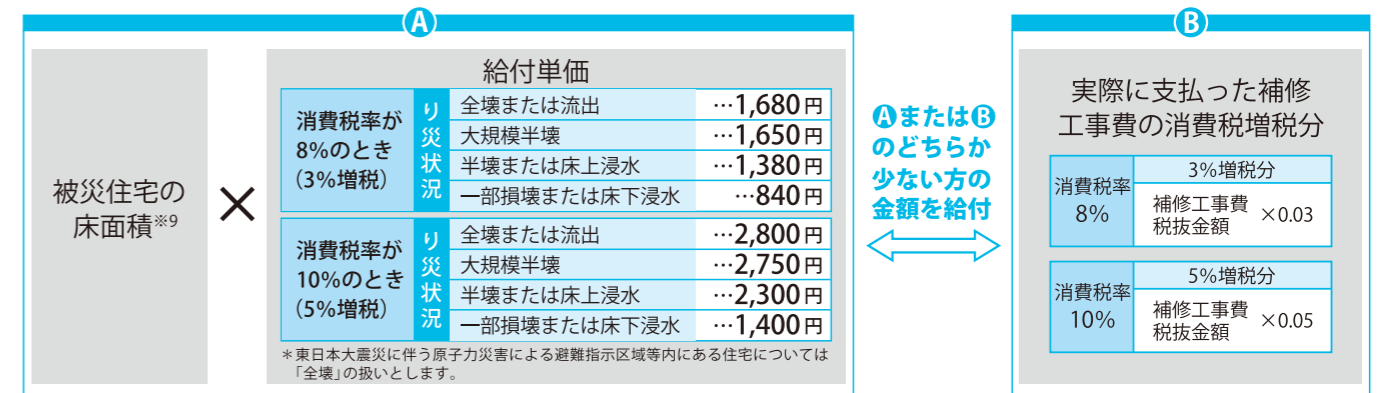 A
被災住宅の
床面積※9
×
給付単価
消費税率が
8%のとき
（3%増税）
り災状況
全壊または流出 …1,680円
大規模半壊 …1,650円
半壊または床上浸水 …1,380円
一部損壊または床下浸水 …840円
消費税率が
10%のとき
（5%増税）
り災状況
全壊または流出 …2,800円
大規模半壊 …2,750円
半壊または床上浸水 …2,300円
一部損壊または床下浸水 …1,400円
＊東日本大震災に伴う原子力災害による避難指示区域等内にある住宅については
「全壊」の扱いとします。
AまたはB
のどちらか
少ない方の
金額を給付
B
実際に支払った補修
工事費の消費税増税分
消費税率
8%
3%増税分
補修工事費
税抜金額
×0.03
消費税率
10%
5%増税分
補修工事費
税抜金額
×0.05